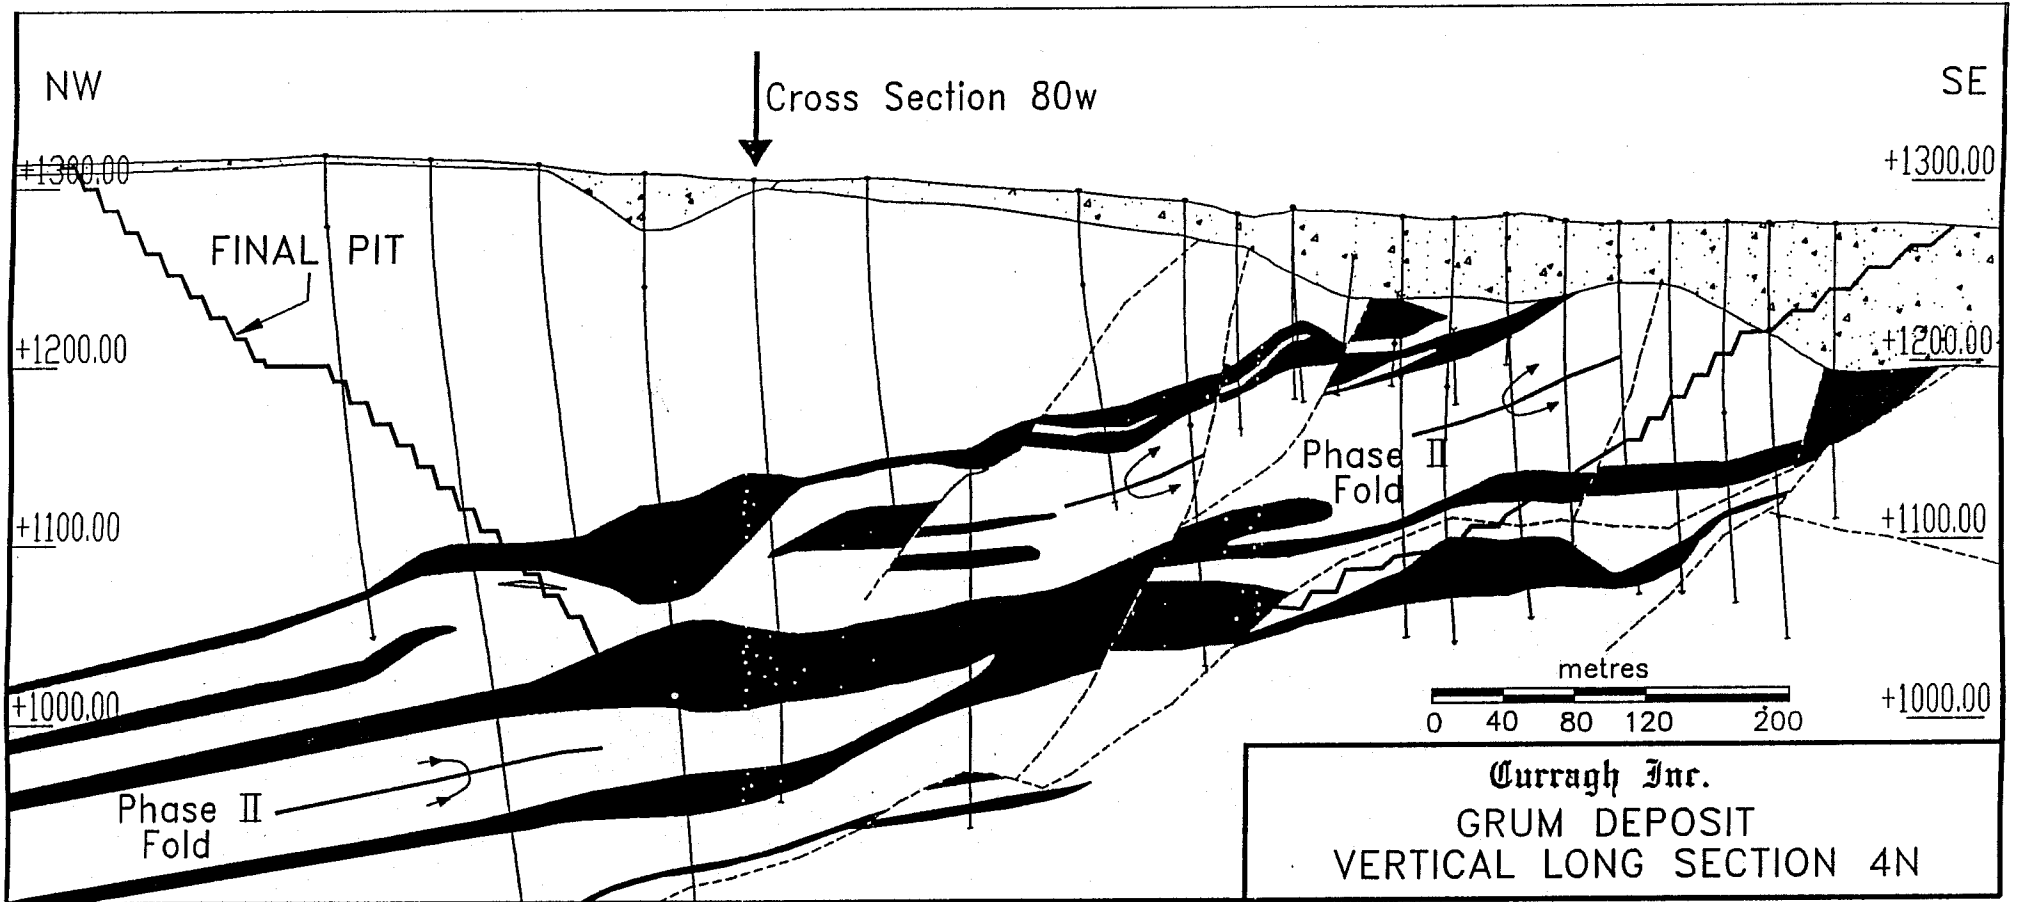 NW
SE
Cross Section 80w
+1300.00
+1300.00
FINAL PIT
+1200.00
+1200.00
Phase II
Fold
+1100.00
+1100.00
metres
+1000.00
+1000.00
0 40 80 120 200
Phase II
Fold
Curragh Inc.
GRUM DEPOSIT
VERTICAL LONG SECTION 4N